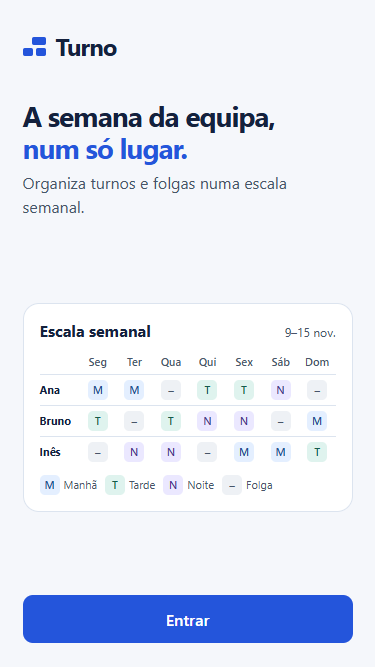 Turno
A semana da equipa,
num só lugar.
Organiza turnos e folgas numa escala
semanal.
Escala semanal 9–15 nov.
Seg Ter Qua Qui Sex Sáb Dom
Ana M M – T T N –
Bruno T – T N N – M
Inês – N N – M M T
M Manhã T Tarde N Noite – Folga
Entrar